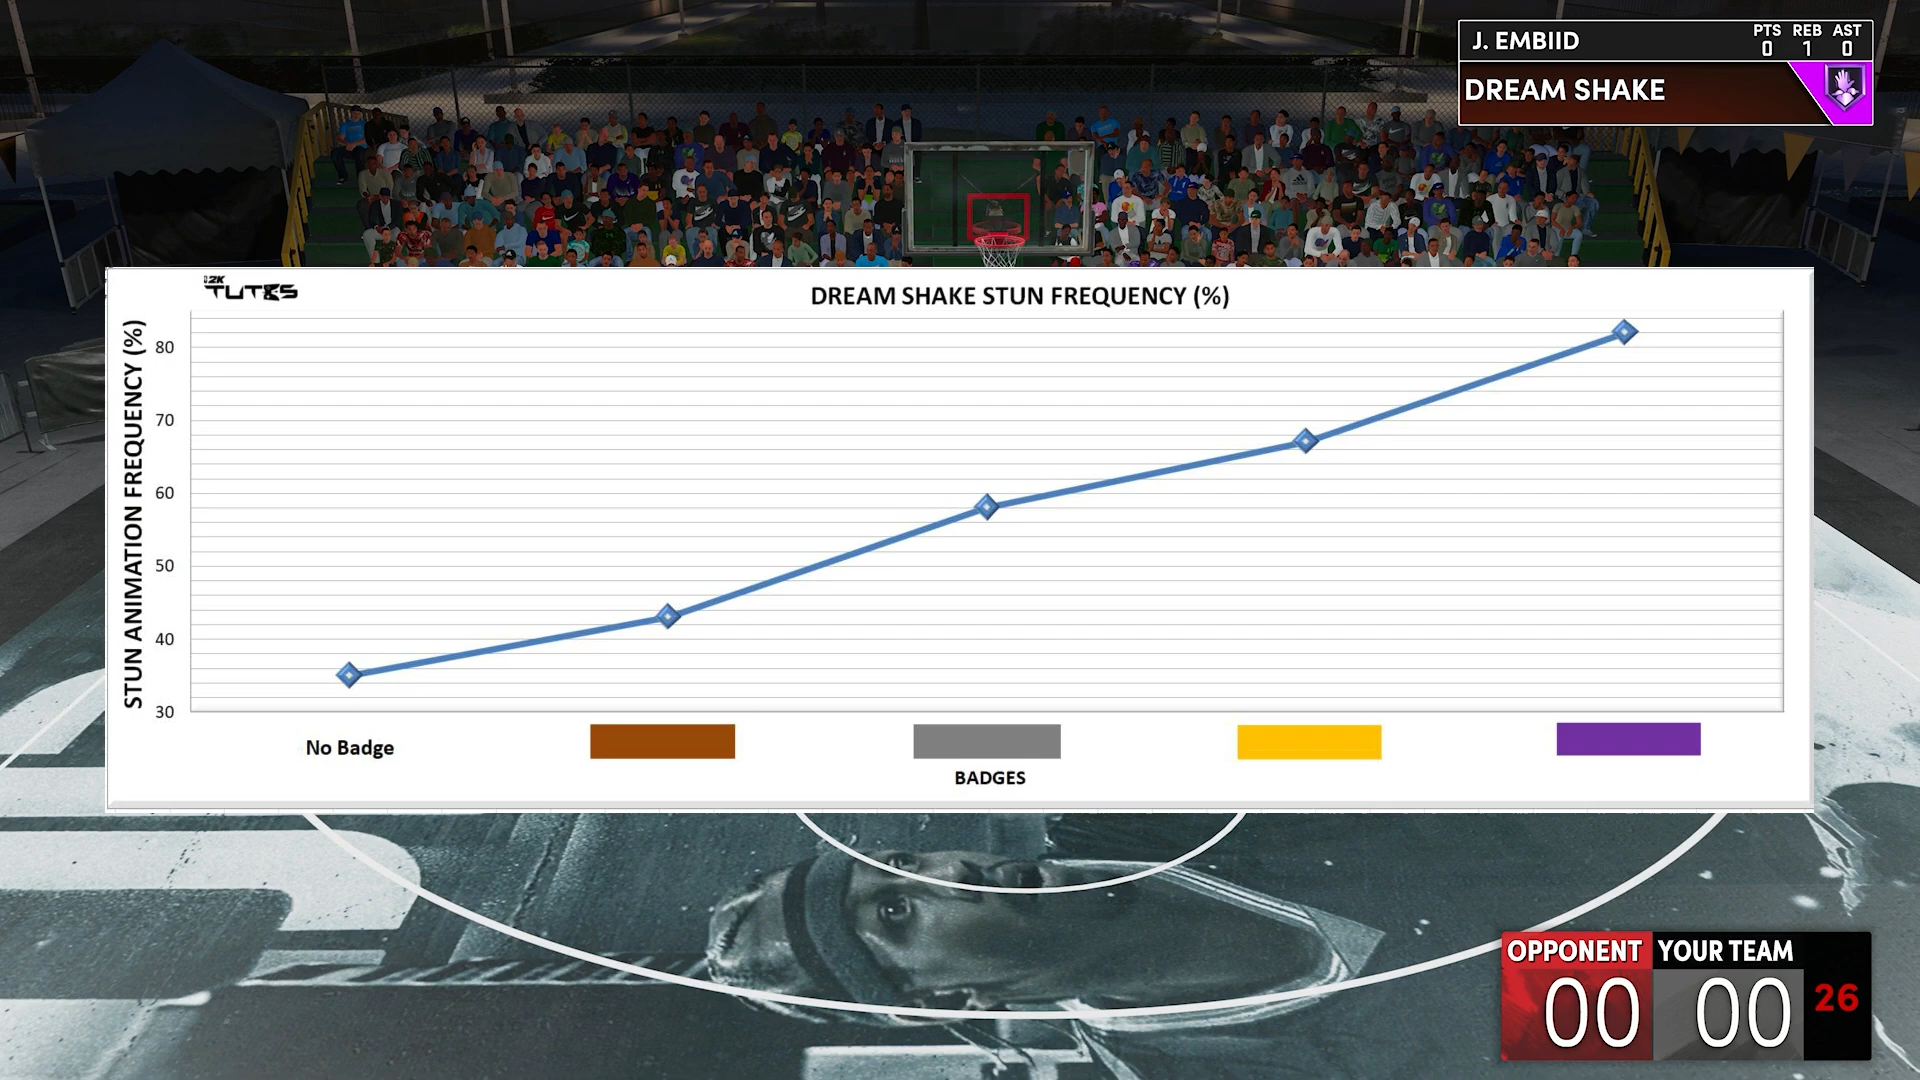 J. EMBIID
PTS REB AST
0 1 0
DREAM SHAKE
2K
TUTES
DREAM SHAKE STUN FREQUENCY (%)
STUN ANIMATION FREQUENCY (%)
80
70
60
50
40
30
No Badge
BADGES
OPPONENT YOUR TEAM
00 00 26